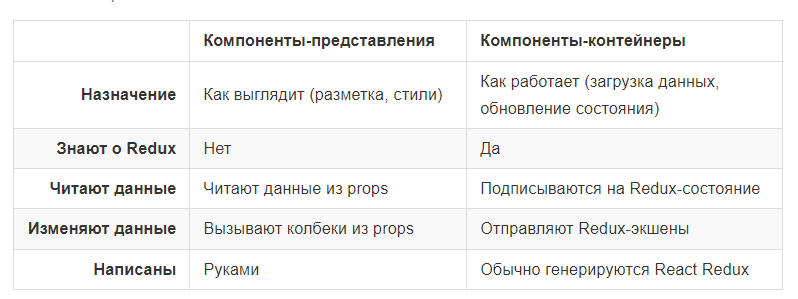 Компоненты-представления Компоненты-контейнеры
Назначение Как выглядит (разметка, стили) Как работает (загрузка данных,
обновление состояния)
Знают о Redux Нет Да
Читают данные Читают данные из props Подписываются на Redux-состояние
Изменяют данные Вызывают колбеки из props Отправляют Redux-экшены
Написаны Руками Обычно генерируются React Redux